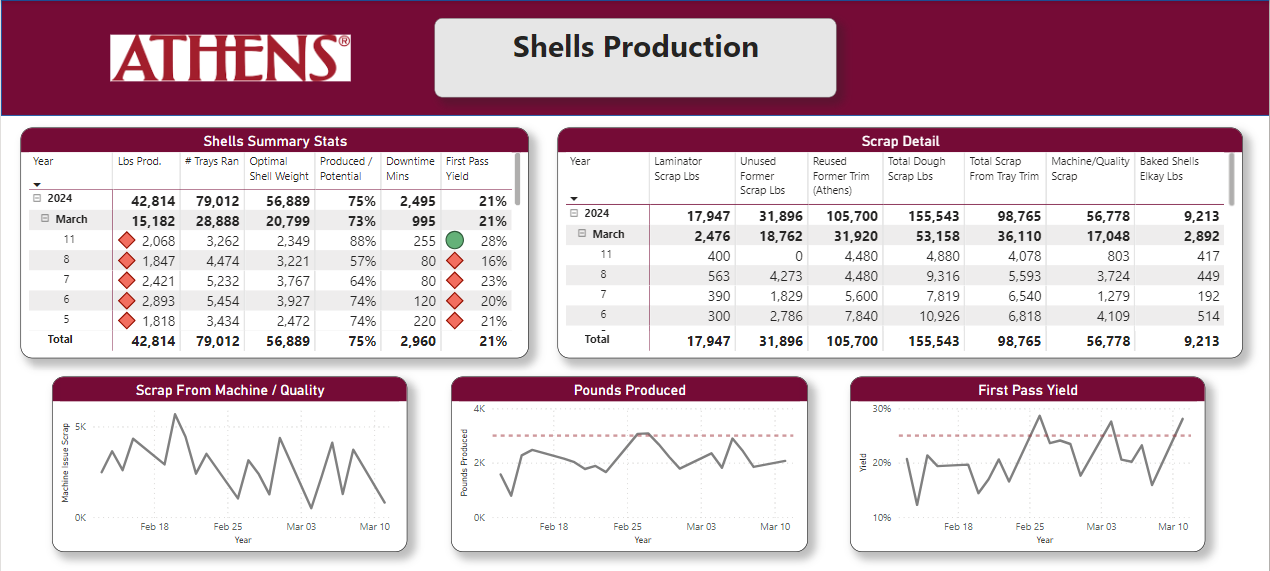 ATHENS®
Shells Production
Shells Summary Stats
Year Lbs Prod. # Trays Ran Optimal Shell Weight Produced / Potential Downtime Mins First Pass Yield
2024 42,814 79,012 56,889 75% 2,495 21%
March 15,182 28,888 20,799 73% 995 21%
11 2,068 3,262 2,349 88% 255 28%
8 1,847 4,474 3,221 57% 80 16%
7 2,421 5,232 3,767 64% 80 23%
6 2,893 5,454 3,927 74% 120 20%
5 1,818 3,434 2,472 74% 220 21%
Total 42,814 79,012 56,889 75% 2,960 21%
Scrap Detail
Year Laminator Scrap Lbs Unused Former Scrap Lbs Reused Former Trim (Athens) Total Dough Scrap Lbs Total Scrap From Tray Trim Machine/Quality Scrap Baked Shells Elkay Lbs
2024 17,947 31,896 105,700 155,543 98,765 56,778 9,213
March 2,476 18,762 31,920 53,158 36,110 17,048 2,892
11 400 0 4,480 4,880 4,078 803 417
8 563 4,273 4,480 9,316 5,593 3,724 449
7 390 1,829 5,600 7,819 6,540 1,279 192
6 300 2,786 7,840 10,926 6,818 4,109 514
Total 17,947 31,896 105,700 155,543 98,765 56,778 9,213
Scrap From Machine / Quality
Machine Issue Scrap
5K
0K
Feb 18 Feb 25 Mar 03 Mar 10
Year
Pounds Produced
Pounds Produced
4K
2K
0K
Feb 18 Feb 25 Mar 03 Mar 10
Year
First Pass Yield
Yield
30%
20%
10%
Feb 18 Feb 25 Mar 03 Mar 10
Year